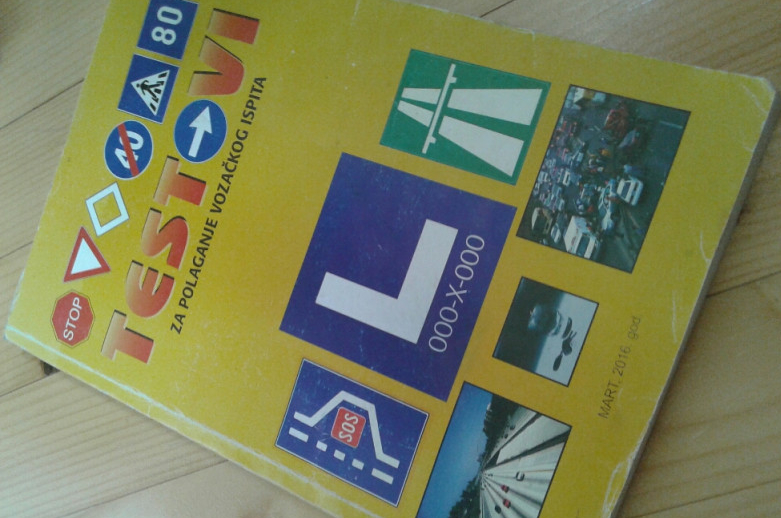 STOP
40
80
TESTOVI
ZA POLAGANJE VOZAČKOG ISPITA
SOS
L
000-X-000
MART, 2016. god.